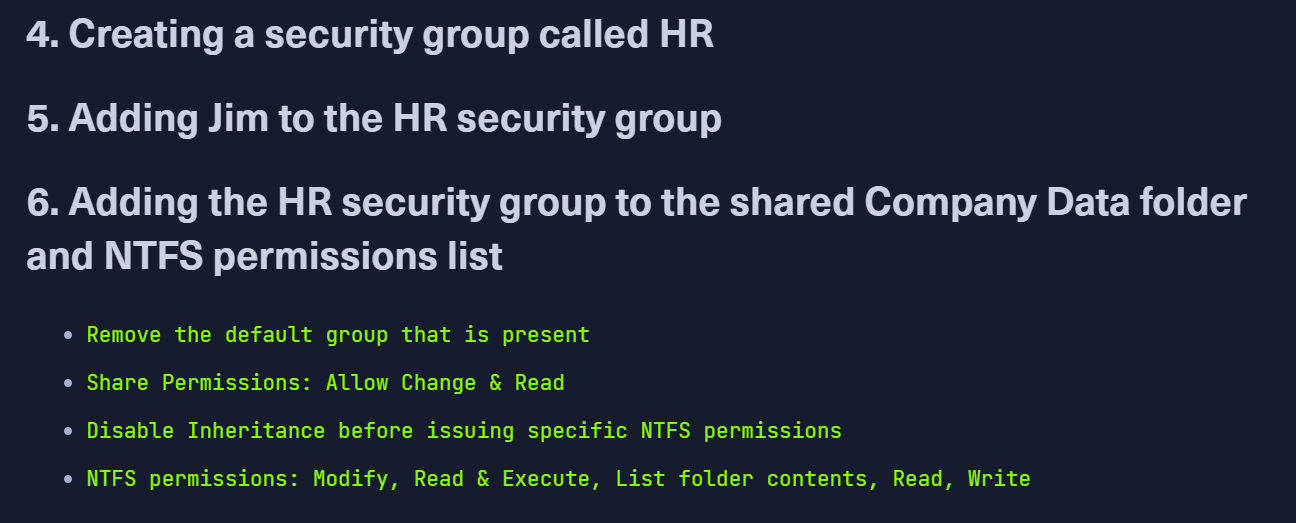 4. Creating a security group called HR
5. Adding Jim to the HR security group
6. Adding the HR security group to the shared Company Data folder
and NTFS permissions list
Remove the default group that is present
Share Permissions: Allow Change & Read
Disable Inheritance before issuing specific NTFS permissions
NTFS permissions: Modify, Read & Execute, List folder contents, Read, Write